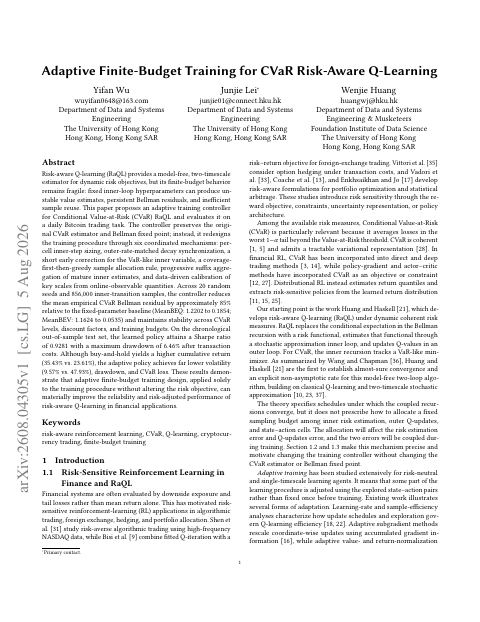 Adaptive Finite-Budget Training for CVaR Risk-Aware Q-Learning
Yifan Wu
wuyifan0648@163.com
Department of Data and Systems
Engineering
The University of Hong Kong
Hong Kong, Hong Kong SAR
Junjie Lei*
junjie01@connect.hku.hk
Department of Data and Systems
Engineering
The University of Hong Kong
Hong Kong, Hong Kong SAR
Wenjie Huang
huangwj@hku.hk
Department of Data and Systems
Engineering & Musketeers
Foundation Institute of Data Science
The University of Hong Kong
Hong Kong, Hong Kong SAR
Abstract
Risk-aware Q-learning (RaQL) provides a model-free, two-timescale
estimator for dynamic risk objectives, but its finite-budget behavior
remains fragile: fixed inner-loop hyperparameters can produce un-
stable value estimates, persistent Bellman residuals, and inefficient
sample reuse. This paper proposes an adaptive training controller
for Conditional Value-at-Risk (CVaR) RaQL and evaluates it on
a daily Bitcoin trading task. The controller preserves the origi-
nal CVaR estimator and Bellman fixed point; instead, it redesigns
the training procedure through six coordinated mechanisms: per-
cell inner-step sizing, outer-rate-matched decay synchronization, a
short early correction for the VaR-like inner variable, a coverage-
first-then-greedy sample allocation rule, progressive suffix aggre-
gation of mature inner estimates, and data-driven calibration of
key scales from online-observable quantities. Across 20 random
seeds and 856,000 inner-transition samples, the controller reduces
the mean empirical CVaR Bellman residual by approximately 85%
relative to the fixed-parameter baseline (MeanBEQ: 1.2202 to 0.1854;
MeanBEV: 1.1624 to 0.0535) and maintains stability across CVaR
levels, discount factors, and training budgets. On the chronological
out-of-sample test set, the learned policy attains a Sharpe ratio
of 0.9281 with a maximum drawdown of 6.46% after transaction
costs. Although buy-and-hold yields a higher cumulative return
(35.43% vs. 23.61%), the adaptive policy achieves far lower volatility
(9.57% vs. 47.93%), drawdown, and CVaR loss. These results demon-
strate that adaptive finite-budget training design, applied solely
to the training procedure without altering the risk objective, can
materially improve the reliability and risk-adjusted performance of
risk-aware Q-learning in financial applications.
Keywords
risk-aware reinforcement learning, CVaR, Q-learning, cryptocur-
rency trading, finite-budget training
1 Introduction
1.1 Risk-Sensitive Reinforcement Learning in
Finance and RaQL
Financial systems are often evaluated by downside exposure and
tail losses rather than mean return alone. This has motivated risk-
sensitive reinforcement learning (RL) applications in algorithmic
trading, foreign exchange, hedging, and portfolio allocation. Shen et
al. [31] study risk-averse algorithmic trading using high-frequency
NASDAQ data, while Bisi et al. [9] combine fitted Q-iteration with a
*Primary contact.
risk–return objective for foreign-exchange trading. Vittori et al. [35]
consider option hedging under transaction costs, and Vadori et
al. [33], Coache et al. [13], and Enkhsaikhan and Jo [17] develop
risk-aware formulations for portfolio optimization and statistical
arbitrage. These studies introduce risk sensitivity through the re-
ward objective, constraints, uncertainty representation, or policy
architecture.
Among the available risk measures, Conditional Value-at-Risk
(CVaR) is particularly relevant because it averages losses in the
worst 1−α tail beyond the Value-at-Risk threshold. CVaR is coherent
[1, 5] and admits a tractable variational representation [28]. In
financial RL, CVaR has been incorporated into direct and deep
trading methods [3, 14], while policy-gradient and actor–critic
methods have incorporated CVaR as an objective or constraint
[12, 27]. Distributional RL instead estimates return quantiles and
extracts risk-sensitive policies from the learned return distribution
[11, 15, 25].
Our starting point is the work Huang and Haskell [21], which de-
velops risk-aware Q-learning (RaQL) under dynamic coherent risk
measures. RaQL replaces the conditional expectation in the Bellman
recursion with a risk functional, estimates that functional through
a stochastic approximation inner loop, and updates Q-values in an
outer loop. For CVaR, the inner recursion tracks a VaR-like min-
imizer. As summarized by Wang and Chapman [36], Huang and
Haskell [21] are the first to establish almost-sure convergence and
an explicit non-asymptotic rate for this model-free two-loop algo-
rithm, building on classical Q-learning and two-timescale stochastic
approximation [10, 23, 37].
The theory specifies schedules under which the coupled recur-
sions converge, but it does not prescribe how to allocate a fixed
sampling budget among inner risk estimation, outer Q-updates,
and state–action cells. The allocation will affect the risk estimation
error and Q-updates error, and the two errors will be coupled dur-
ing training. Section 1.2 and 1.3 make this mechanism precise and
motivate changing the training controller without changing the
CVaR estimator or Bellman fixed point.
Adaptive training has been studied extensively for risk-neutral
and single-timescale learning agents. It means that some part of the
learning procedure is adjusted using the explored state–action pairs
rather than fixed once before training. Existing work illustrates
several forms of adaptation. Learning-rate and sample-efficiency
analyses characterize how update schedules and exploration gov-
ern Q-learning efficiency [18, 22]. Adaptive subgradient methods
rescale coordinate-wise updates using accumulated gradient in-
formation [16], while adaptive value- and return-normalization
1
arXiv:2608.04305v1 [cs.LG] 5 Aug 2026